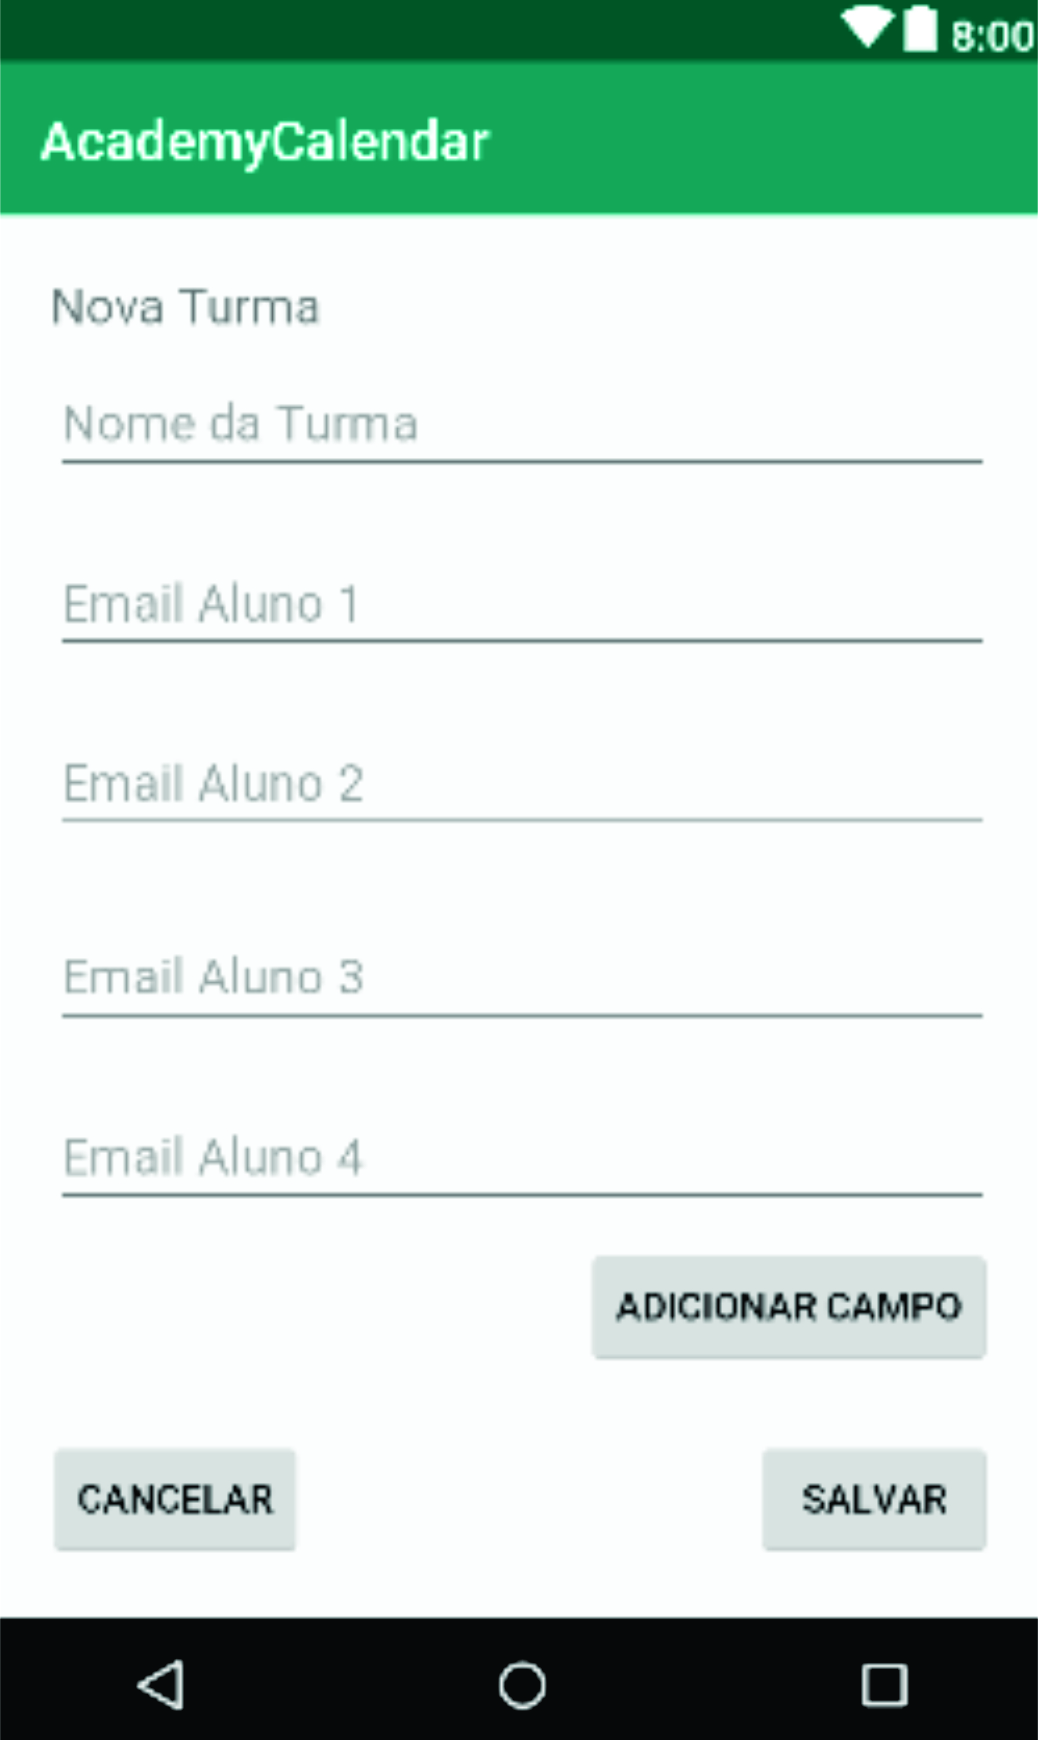 8:00
AcademyCalendar
Nova Turma
Nome da Turma
Email Aluno 1
Email Aluno 2
Email Aluno 3
Email Aluno 4
ADICIONAR CAMPO
CANCELAR SALVAR